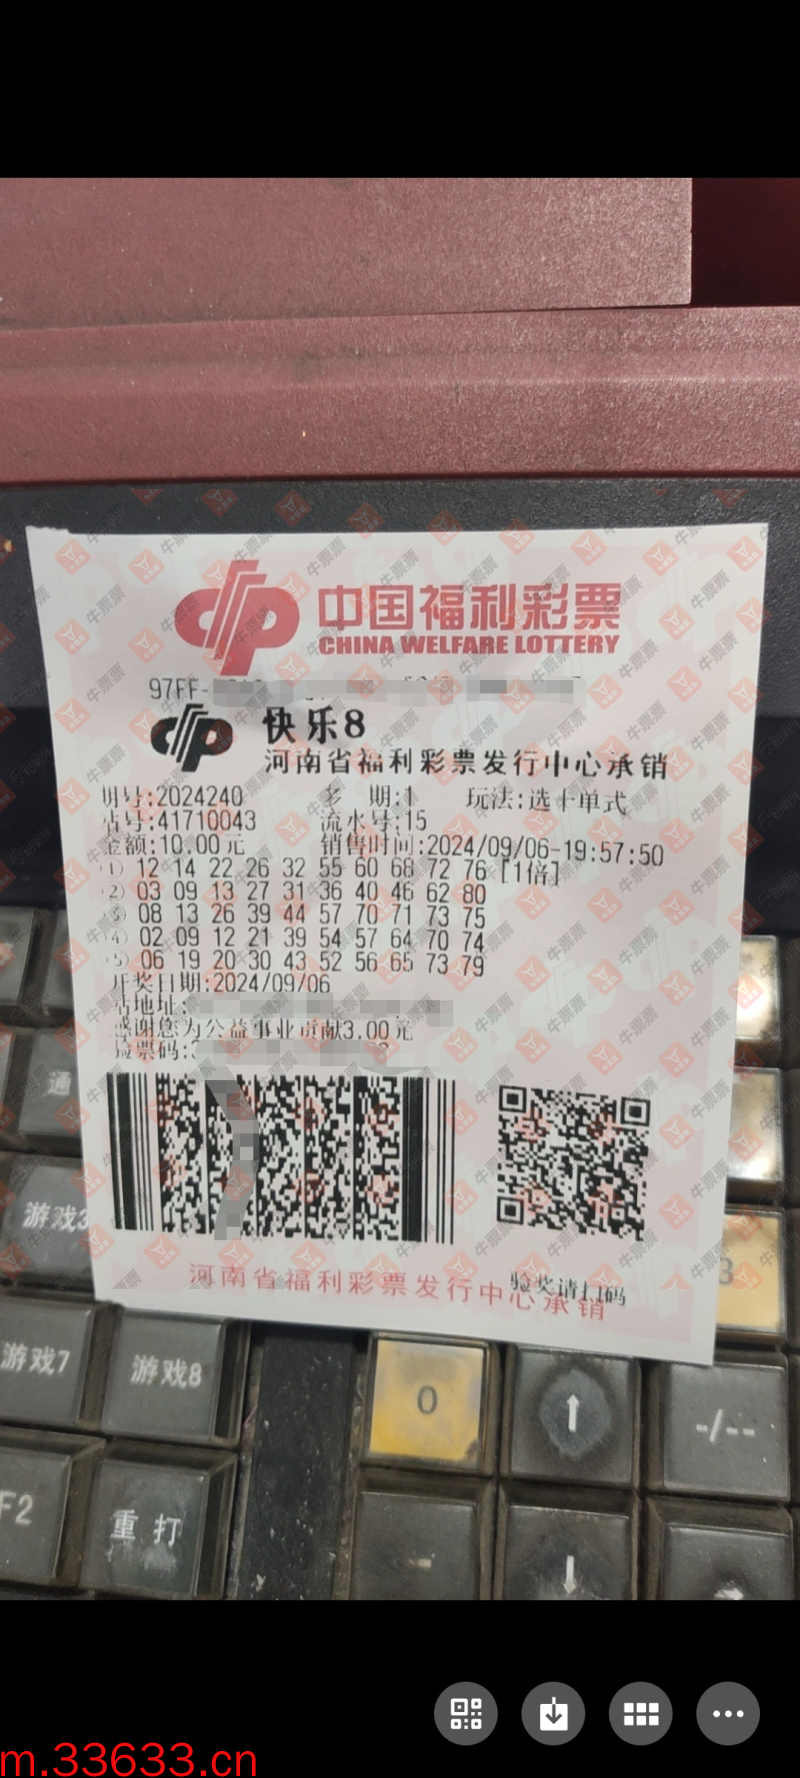 中国福利彩票
CHINA WELFARE LOTTERY
97FF-
快乐8
河南省福利彩票发行中心承销
期号:2024240 多 期:1 玩法:选十单式
站号:41710043 流水号:15
金额:10.00元 销售时间:2024/09/06-19:57:50
(1) 12 14 22 26 32 55 60 68 72 76 [1倍]
(2) 03 09 13 27 31 36 40 46 62 80
(3) 08 13 26 39 44 57 70 71 73 75
(4) 02 09 12 21 39 54 57 64 70 74
(5) 06 19 20 30 43 52 56 65 73 79
开奖日期:2024/09/06
站地址:
感谢您为公益事业贡献3.00元
验票码:
验奖请扫码
河南省福利彩票发行中心承销
牛票票
通
游戏3
3
游戏7
游戏8
0
↑
-/--
F2
重打
↓
m.33633.cn